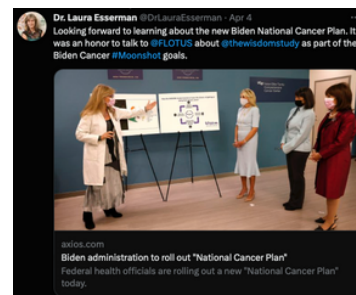 Dr. Laura Esserman @DrLauraEsserman · Apr 4
Looking forward to learning about the new Biden National Cancer Plan. It
was an honor to talk to @FLOTUS about @thewisdomstudy as part of the
Biden Cancer #Moonshot goals.
axios.com
Biden administration to roll out "National Cancer Plan"
Federal health officials are rolling out a new "National Cancer Plan"
today.